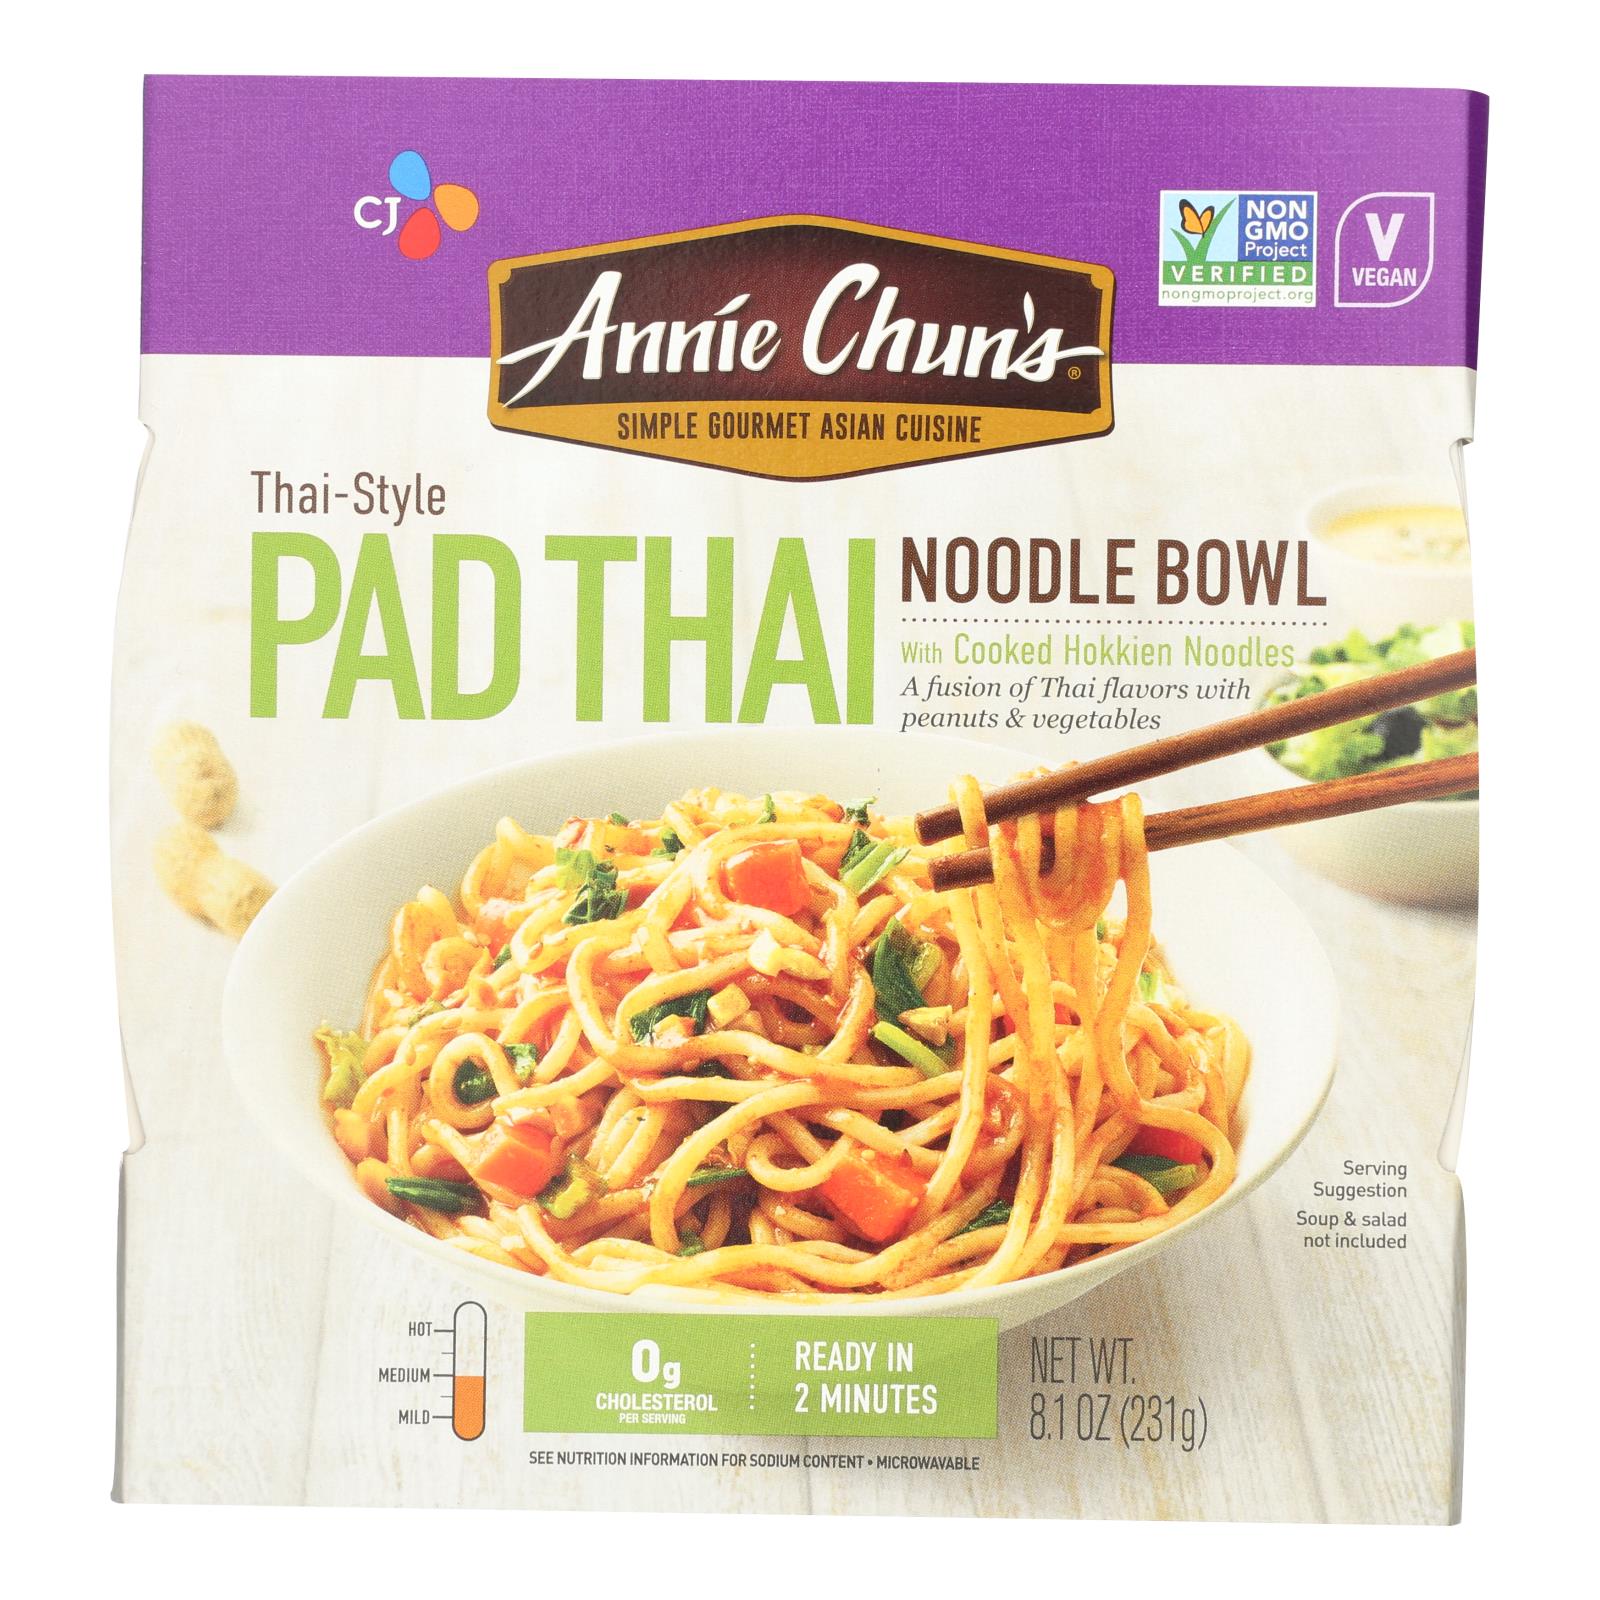 CJ
NON
GMO
Project
VERIFIED
nongmoproject.org
V
VEGAN
Annie Chun's®
SIMPLE GOURMET ASIAN CUISINE
Thai-Style
PAD THAI
NOODLE BOWL
With Cooked Hokkien Noodles
A fusion of Thai flavors with
peanuts & vegetables
Serving
Suggestion
Soup & salad
not included
HOT
MEDIUM
MILD
0g
CHOLESTEROL
PER SERVING
READY IN
2 MINUTES
NET WT.
8.1 OZ (231g)
SEE NUTRITION INFORMATION FOR SODIUM CONTENT • MICROWAVABLE